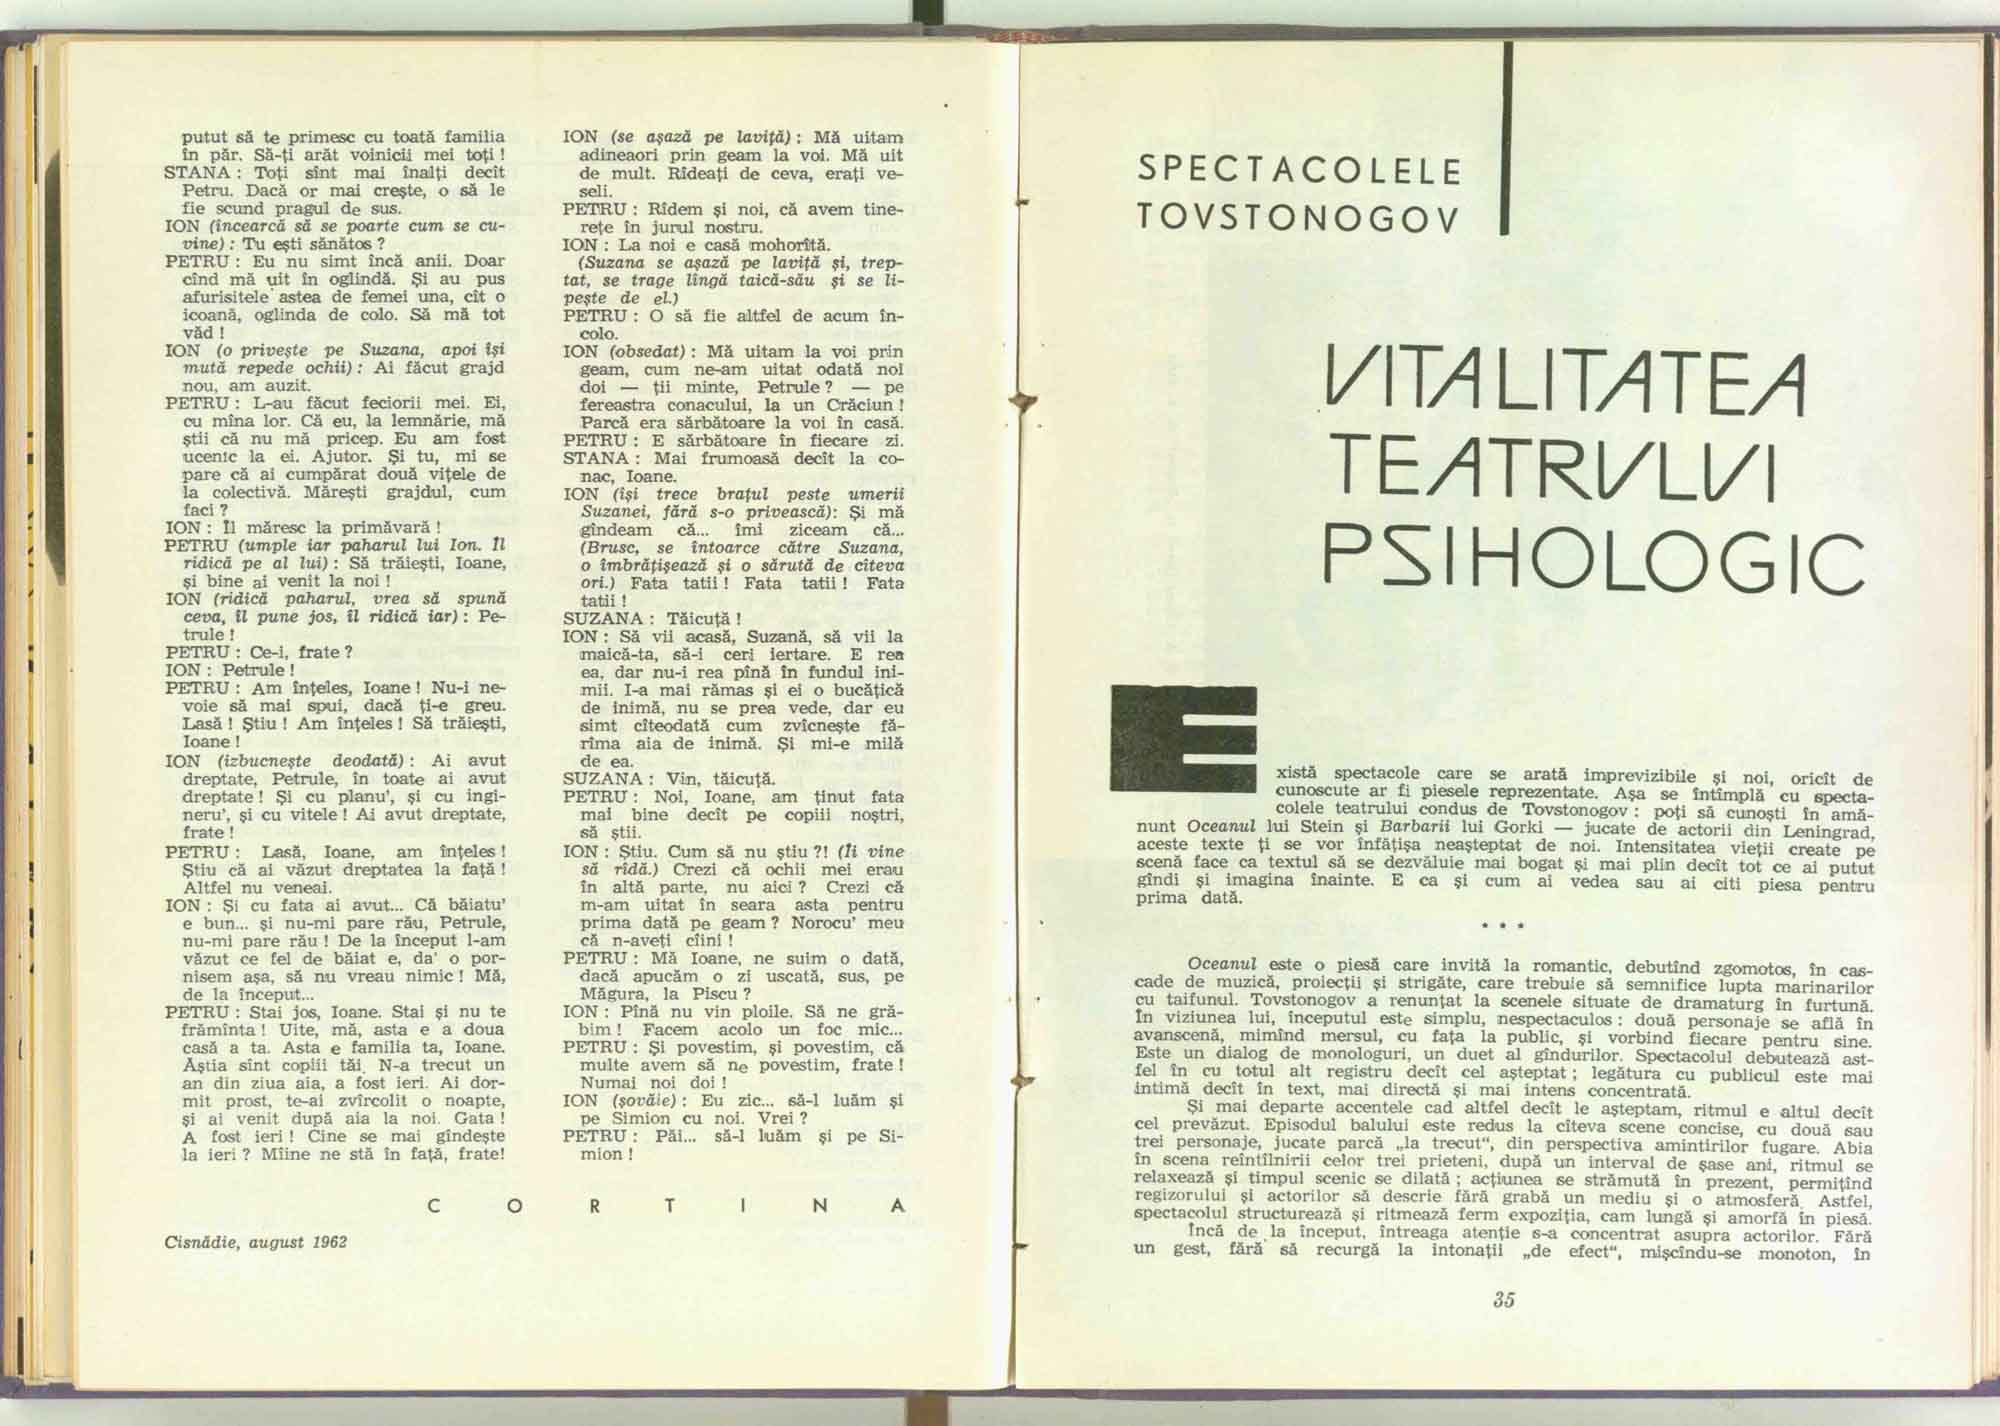 putut să te primesc cu toată familia
în păr. Să-ți arăt voinicii mei toți !
STANA : Toți sînt mai înalți decît
Petru. Dacă or mai crește, o să le
fie scund pragul de sus.
ION (încearcă să se poarte cum se cu-
vine) : Tu ești sănătos ?
PETRU : Eu nu simt încă anii. Doar
cînd mă uit în oglindă. Și au pus
afurisitele astea de femei una, cît o
icoană, oglinda de colo. Să mă tot
văd !
ION (o privește pe Suzana, apoi își
mută repede ochii) : Ai făcut grajd
nou, am auzit.
PETRU : L-au făcut feciorii mei. Ei,
cu mîna lor. Că eu, la lemnărie, mă
știi că nu mă pricep. Eu am fost
ucenic la ei. Ajutor. Și tu, mi se
pare că ai cumpărat două vițele de
la colectivă. Mărești grajdul, cum
faci ?
ION : Îl măresc la primăvară !
PETRU (umple iar paharul lui Ion. Îl
ridică pe al lui) : Să trăiești, Ioane,
și bine ai venit la noi !
ION (ridică paharul, vrea să spună
ceva, îl pune jos, îl ridică iar) : Pe-
trule !
PETRU : Ce-i, frate ?
ION : Petrule !
PETRU : Am înțeles, Ioane ! Nu-i ne-
voie să mai spui, dacă ți-e greu.
Lasă ! Știu ! Am înțeles ! Să trăiești,
Ioane !
ION (izbucnește deodată) : Ai avut
dreptate, Petrule, în toate ai avut
dreptate ! Și cu planu', și cu ingi-
neru', și cu vitele ! Ai avut dreptate,
frate !
PETRU : Lasă, Ioane, am înțeles !
Știu că ai văzut dreptatea la față !
Altfel nu veneai.
ION : Și cu fata ai avut... Că băiatu'
e bun... și nu-mi pare rău, Petrule,
nu-mi pare rău ! De la început l-am
văzut ce fel de băiat e, da' o por-
nisem așa, să nu vreau nimic ! Mă,
de la început...
PETRU : Stai jos, Ioane. Stai și nu te
frămînta ! Uite, mă, asta e a doua
casă a ta. Asta e familia ta, Ioane.
Ăștia sînt copiii tăi. N-a trecut un
an din ziua aia, a fost ieri. Ai dor-
mit prost, te-ai zvîrcolit o noapte,
și ai venit după aia la noi. Gata !
A fost ieri ! Cine se mai gîndește
la ieri ? Mîine ne stă în față, frate!
ION (se așază pe laviță) : Mă uitam
adineaori prin geam la voi. Mă uit
de mult. Rîdeați de ceva, erați ve-
seli.
PETRU : Rîdem și noi, că avem tine-
rețe în jurul nostru.
ION : La noi e casă mohorîtă.
(Suzana se așază pe laviță și, trep-
tat, se trage lîngă taică-său și se li-
pește de el.)
PETRU : O să fie altfel de acum în-
colo.
ION (obsedat) : Mă uitam la voi prin
geam, cum ne-am uitat odată noi
doi — ții minte, Petrule ? — pe
fereastra conacului, la un Crăciun !
Parcă era sărbătoare la voi în casă.
PETRU : E sărbătoare în fiecare zi.
STANA : Mai frumoasă decît la co-
nac, Ioane.
ION (își trece brațul peste umerii
Suzanei, fără s-o privească): Și mă
gîndeam că... îmi ziceam că...
(Brusc, se întoarce către Suzana,
o îmbrățișează și o sărută de cîteva
ori.) Fata tatii ! Fata tatii ! Fata
tatii !
SUZANA : Tăicuță !
ION : Să vii acasă, Suzană, să vii la
maică-ta, să-i ceri iertare. E rea
ea, dar nu-i rea pînă în fundul ini-
mii. I-a mai rămas și ei o bucățică
de inimă, nu se prea vede, dar eu
simt cîteodată cum zvîcnește fă-
rîma aia de inimă. Și mi-e milă
de ea.
SUZANA : Vin, tăicuță.
PETRU : Noi, Ioane, am ținut fata
mai bine decît pe copiii noștri,
să știi.
ION : Știu. Cum să nu știu ?! (Îi vine
să rîdă.) Crezi că ochii mei erau
în altă parte, nu aici ? Crezi că
m-am uitat în seara asta pentru
prima dată pe geam ? Norocu' meu
că n-aveți cîini !
PETRU : Mă Ioane, ne suim o dată,
dacă apucăm o zi uscată, sus, pe
Măgura, la Piscu ?
ION : Pînă nu vin ploile. Să ne gră-
bim ! Facem acolo un foc mic...
PETRU : Și povestim, și povestim, că
multe avem să ne povestim, frate !
Numai noi doi !
ION (șovăie) : Eu zic... să-l luăm și
pe Simion cu noi. Vrei ?
PETRU : Păi... să-l luăm și pe Si-
mion !
C O R T I N A
Cisnădie, august 1962
SPECTACOLELE
TOVSTONOGOV
VITALITATEA
TEATRULUI
PSIHOLOGIC
Există spectacole care se arată imprevizibile și noi, oricît de
cunoscute ar fi piesele reprezentate. Așa se întîmplă cu specta-
colele teatrului condus de Tovstonogov : poți să cunoști în amă-
nunt Oceanul lui Stein și Barbarii lui Gorki — jucate de actorii din Leningrad,
aceste texte ți se vor înfățișa neașteptat de noi. Intensitatea vieții create pe
scenă face ca textul să se dezvăluie mai bogat și mai plin decît tot ce ai putut
gîndi și imagina înainte. E ca și cum ai vedea sau ai citi piesa pentru
prima dată.
* * *
Oceanul este o piesă care invită la romantic, debutînd zgomotos, în cas-
cade de muzică, proiecții și strigăte, care trebuie să semnifice lupta marinarilor
cu taifunul. Tovstonogov a renunțat la scenele situate de dramaturg în furtună.
În viziunea lui, începutul este simplu, nespectaculos : două personaje se află în
avanscenă, mimînd mersul, cu fața la public, și vorbind fiecare pentru sine.
Este un dialog de monologuri, un duet al gîndurilor. Spectacolul debutează ast-
fel în cu totul alt registru decît cel așteptat ; legătura cu publicul este mai
intimă decît în text, mai directă și mai intens concentrată.
Și mai departe accentele cad altfel decît le așteptam, ritmul e altul decît
cel prevăzut. Episodul balului este redus la cîteva scene concise, cu două sau
trei personaje, jucate parcă „la trecut“, din perspectiva amintirilor fugare. Abia
în scena reîntîlnirii celor trei prieteni, după un interval de șase ani, ritmul se
relaxează și timpul scenic se dilată ; acțiunea se strămută în prezent, permițînd
regizorului și actorilor să descrie fără grabă un mediu și o atmosferă. Astfel,
spectacolul structurează și ritmează ferm expoziția, cam lungă și amorfă în piesă.
Încă de la început, întreaga atenție s-a concentrat asupra actorilor. Fără
un gest, fără să recurgă la intonații „de efect“, mișcîndu-se monoton, în
35